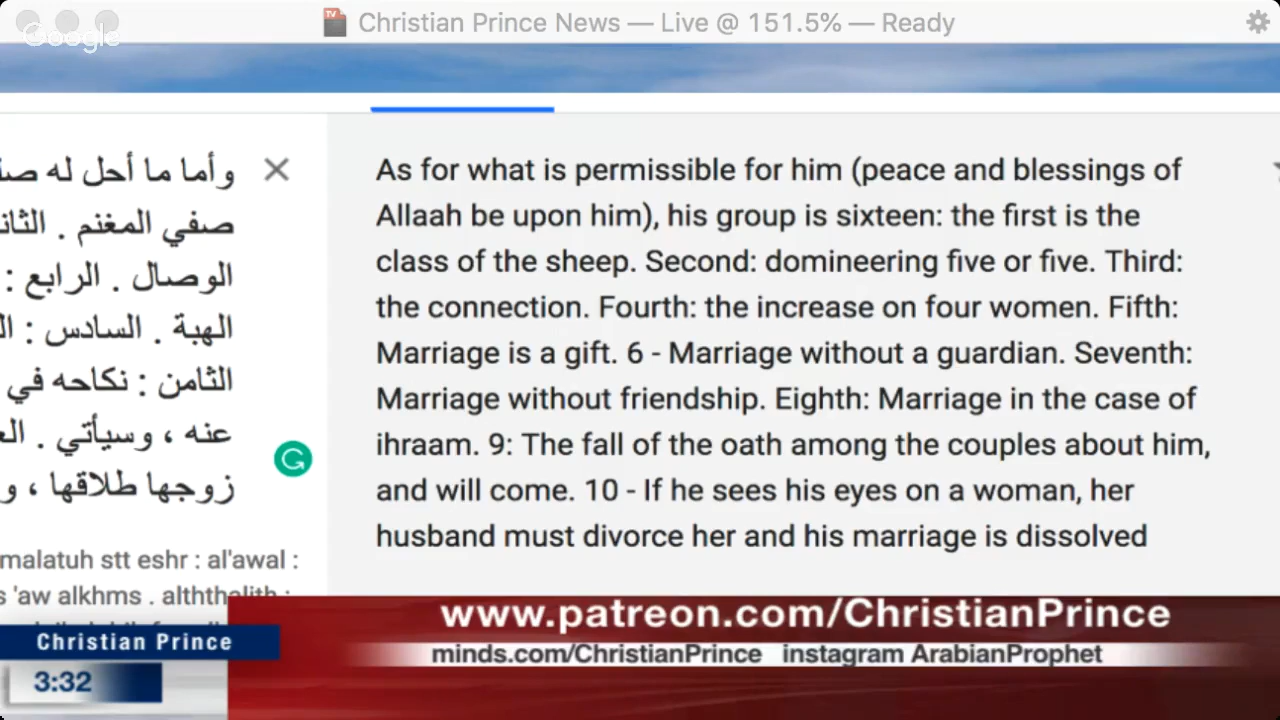 Google
Christian Prince News — Live @ 151.5% — Ready
وأما ما أحل له
صفي المغنم .
الوصال . الرابع :
الهبة . السادس :
الثامن : نكاحه في
عنه ، وسيأتي .
زوجها طلاقها ، و
malatuh stt eshr : al'awal :
'aw alkhms . alththalith :
As for what is permissible for him (peace and blessings of
Allaah be upon him), his group is sixteen: the first is the
class of the sheep. Second: domineering five or five. Third:
the connection. Fourth: the increase on four women. Fifth:
Marriage is a gift. 6 - Marriage without a guardian. Seventh:
Marriage without friendship. Eighth: Marriage in the case of
ihraam. 9: The fall of the oath among the couples about him,
and will come. 10 - If he sees his eyes on a woman, her
husband must divorce her and his marriage is dissolved
www.patreon.com/ChristianPrince
Christian Prince
minds.com/ChristianPrince instagram ArabianProphet
3:32